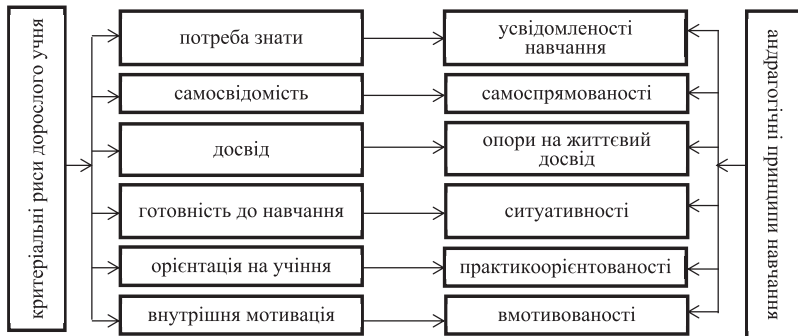 критеріальні риси дорослого учня
потреба знати
усвідомленості
навчання
самосвідомість
самоспрямованості
досвід
опори на життєвий
досвід
готовність до навчання
ситуативності
орієнтація на учіння
практикоорієнтованості
внутрішня мотивація
вмотивованості
андрагогічні принципи навчання